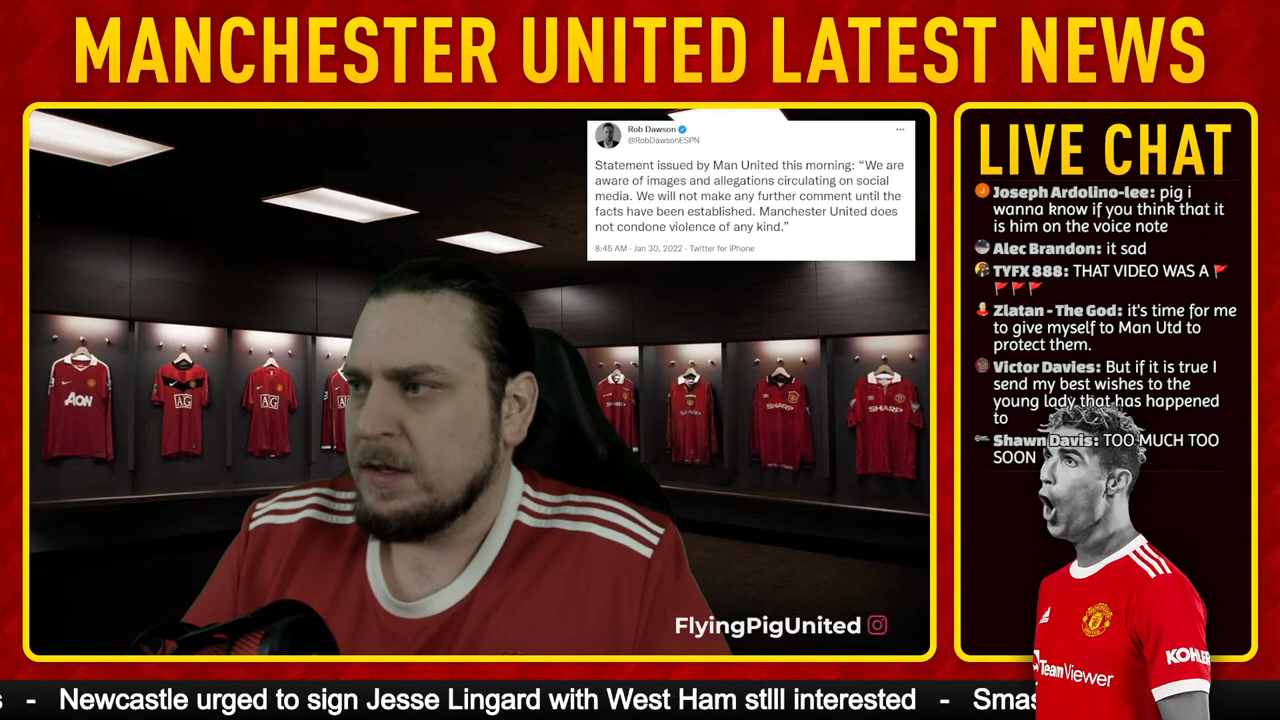 MANCHESTER UNITED LATEST NEWS
Rob Dawson
@RobDawsonESPN
Statement issued by Man United this morning: “We are
aware of images and allegations circulating on social
media. We will not make any further comment until the
facts have been established. Manchester United does
not condone violence of any kind.”
8:45 AM · Jan 30, 2022 · Twitter for iPhone
AON
AG
AG
SHARP
SHARP
SHARP
FlyingPigUnited
LIVE CHAT
Joseph Ardolino-lee: pig i
wanna know if you think that it
is him on the voice note
Alec Brandon: it sad
TYFX 888: THAT VIDEO WAS A
Zlatan - The God: it's time for me
to give myself to Man Utd to
protect them.
Victor Davies: But if it is true I
send my best wishes to the
young lady that has happened
to
Shawn Davis: TOO MUCH TOO
SOON
TeamViewer
KOHLER
s - Newcastle urged to sign Jesse Lingard with West Ham stlll interested - Smas